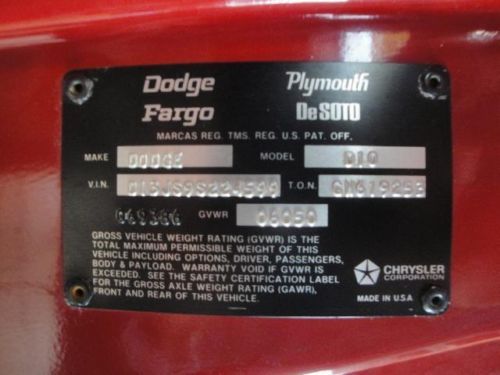 Dodge Plymouth
Fargo DeSOTO
MARCAS REG. TMS. REG. U.S. PAT. OFF.
MAKE DODGE MODEL D10
V.I.N. D13JS9S224599 T.O.N. GM619253
069366 GVWR 06050
GROSS VEHICLE WEIGHT RATING (GVWR) IS THE
TOTAL MAXIMUM PERMISSIBLE WEIGHT OF THIS
VEHICLE INCLUDING OPTIONS, DRIVER, PASSENGERS,
BODY & PAYLOAD. WARRANTY VOID IF GVWR IS
EXCEEDED. SEE THE SAFETY CERTIFICATION LABEL
FOR THE GROSS AXLE WEIGHT RATING (GAWR),
FRONT AND REAR OF THIS VEHICLE.
CHRYSLER
CORPORATION
MADE IN U.S.A